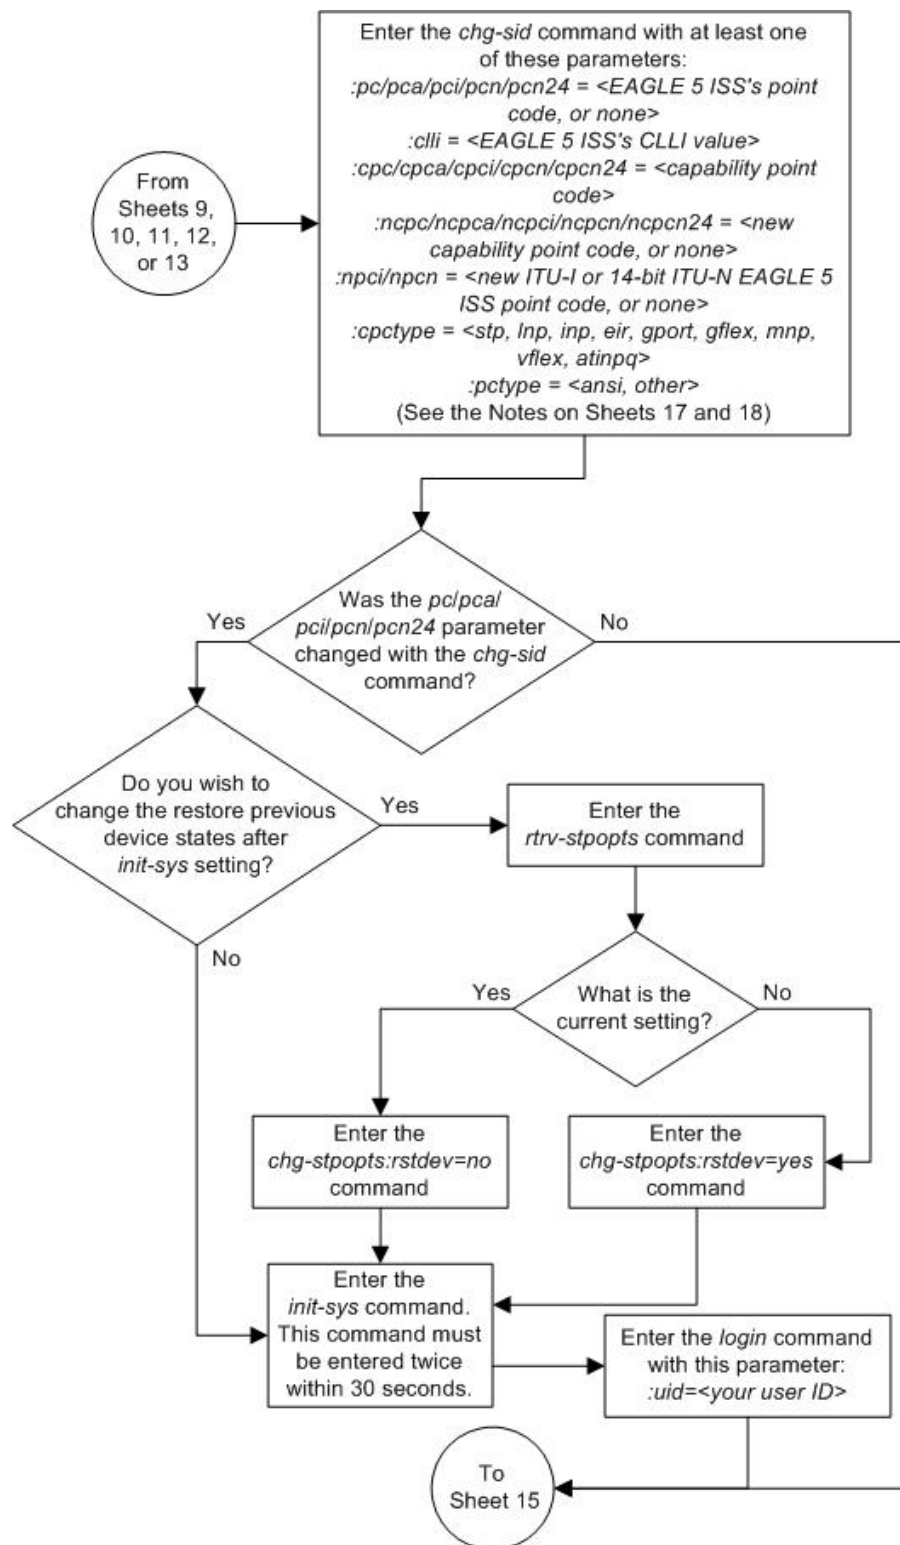 Enter the chg-sid command with at least one
of these parameters:
:pc/pca/pci/pcn/pcn24 = <EAGLE 5 ISS's point
code, or none>
:clli = <EAGLE 5 ISS's CLLI value>
:cpc/cpca/cpci/cpcn/cpcn24 = <capability point
code>
:ncpc/ncpca/ncpci/ncpcn/ncpcn24 = <new
capability point code, or none>
:npci/npcn = <new ITU-I or 14-bit ITU-N EAGLE 5
ISS point code, or none>
:cpctype = <stp, lnp, inp, eir, gport, gflex, mnp,
vflex, atinpq>
:pctype = <ansi, other>
(See the Notes on Sheets 17 and 18)
From
Sheets 9,
10, 11, 12,
or 13
Was the pc/pca/
pci/pcn/pcn24 parameter
changed with the chg-sid
command?
Yes
No
Do you wish to
change the restore previous
device states after
init-sys setting?
Yes
No
Enter the
rtrv-stpopts command
What is the
current setting?
Yes
No
Enter the
chg-stpopts:rstdev=no
command
Enter the
chg-stpopts:rstdev=yes
command
Enter the
init-sys command.
This command must
be entered twice
within 30 seconds.
Enter the login command
with this parameter:
:uid=<your user ID>
To
Sheet 15